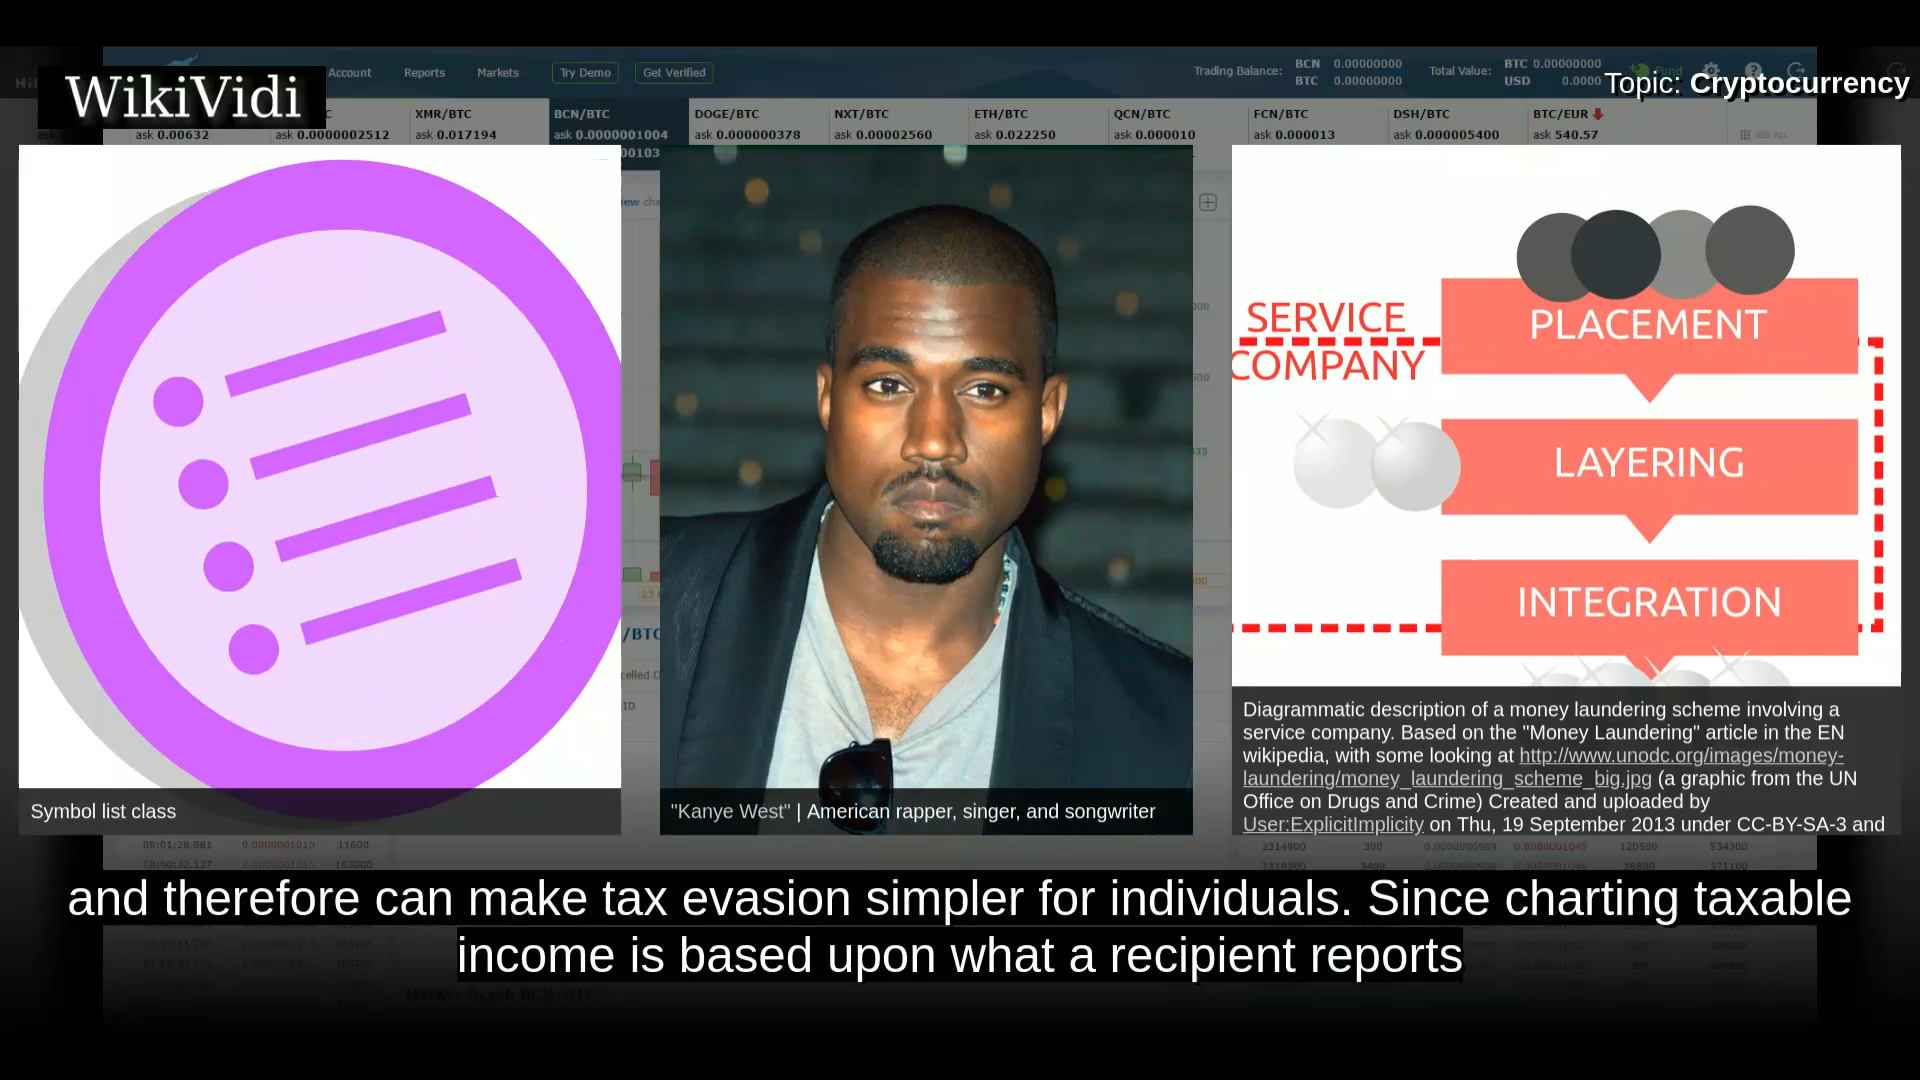 WikiVidi
Account Reports Markets Try Demo Get Verified
Trading Balance: BCN 0.00000000
BTC 0.00000000
Total Value: BTC 0.00000000
USD 0.0000
Fund
Topic: Cryptocurrency
XMR/BTC BCN/BTC DOGE/BTC NXT/BTC ETH/BTC QCN/BTC FCN/BTC DSH/BTC BTC/EUR
ask 0.00632 ask 0.0000002512 ask 0.017194 ask 0.0000001004 ask 0.000000378 ask 0.00002560 ask 0.022250 ask 0.000010 ask 0.000013 ask 0.000005400 ask 540.57 SEE ALL
SERVICE
COMPANY
PLACEMENT
LAYERING
INTEGRATION
Symbol list class
"Kanye West" | American rapper, singer, and songwriter
Diagrammatic description of a money laundering scheme involving a
service company. Based on the "Money Laundering" article in the EN
wikipedia, with some looking at http://www.unodc.org/images/money-
laundering/money_laundering_scheme_big.jpg (a graphic from the UN
Office on Drugs and Crime) Created and uploaded by
User:ExplicitImplicity on Thu, 19 September 2013 under CC-BY-SA-3 and
and therefore can make tax evasion simpler for individuals. Since charting taxable
income is based upon what a recipient reports